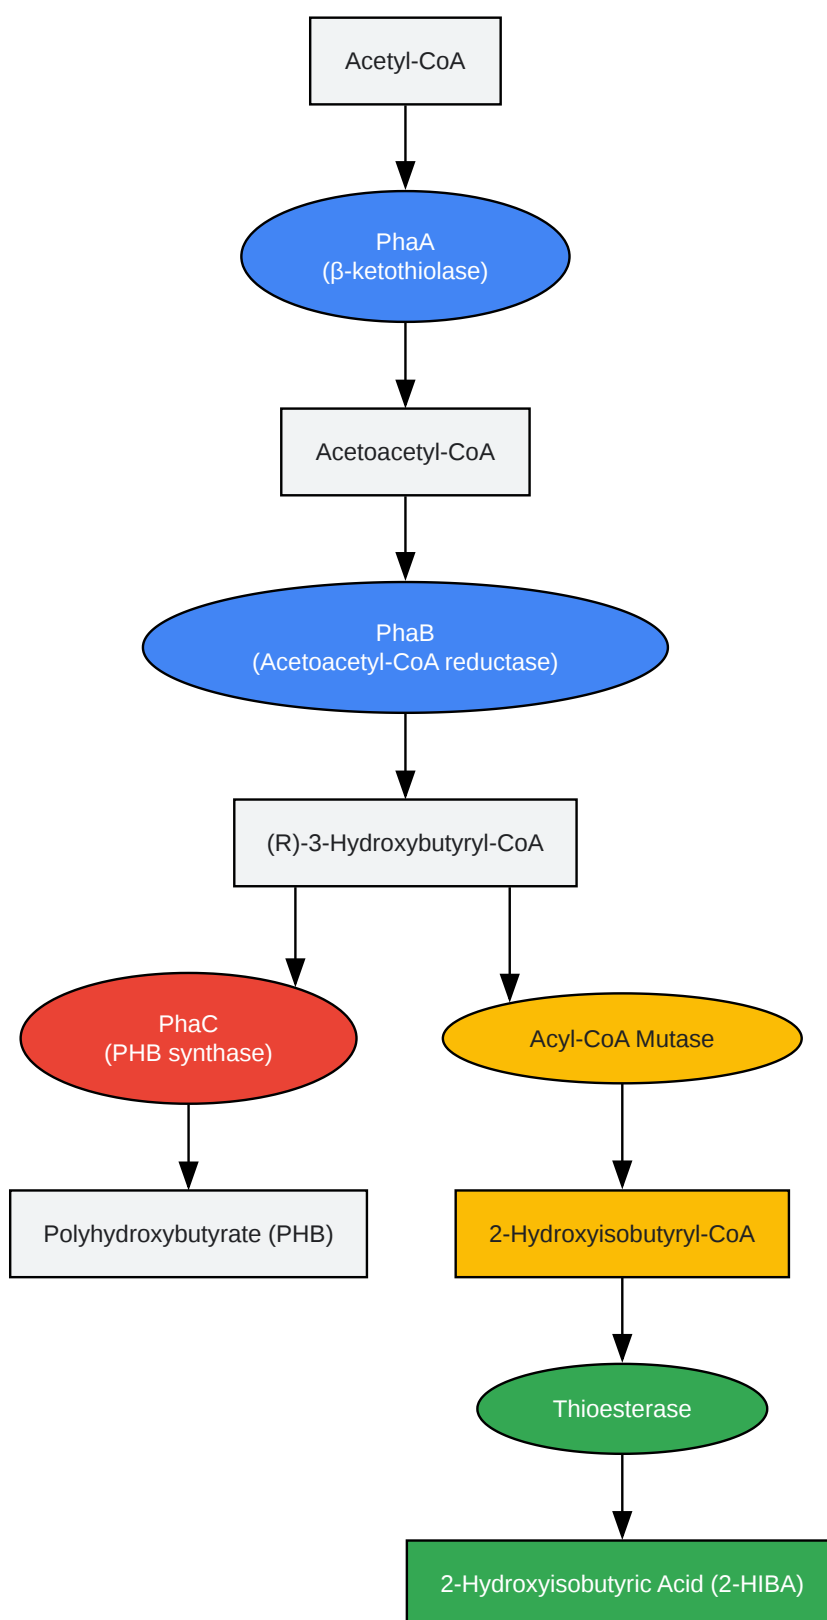 Acetyl-CoA
PhaA
(β-ketothiolase)
Acetoacetyl-CoA
PhaB
(Acetoacetyl-CoA reductase)
(R)-3-Hydroxybutyryl-CoA
PhaC
(PHB synthase)
Acyl-CoA Mutase
Polyhydroxybutyrate (PHB)
2-Hydroxyisobutyryl-CoA
Thioesterase
2-Hydroxyisobutyric Acid (2-HIBA)